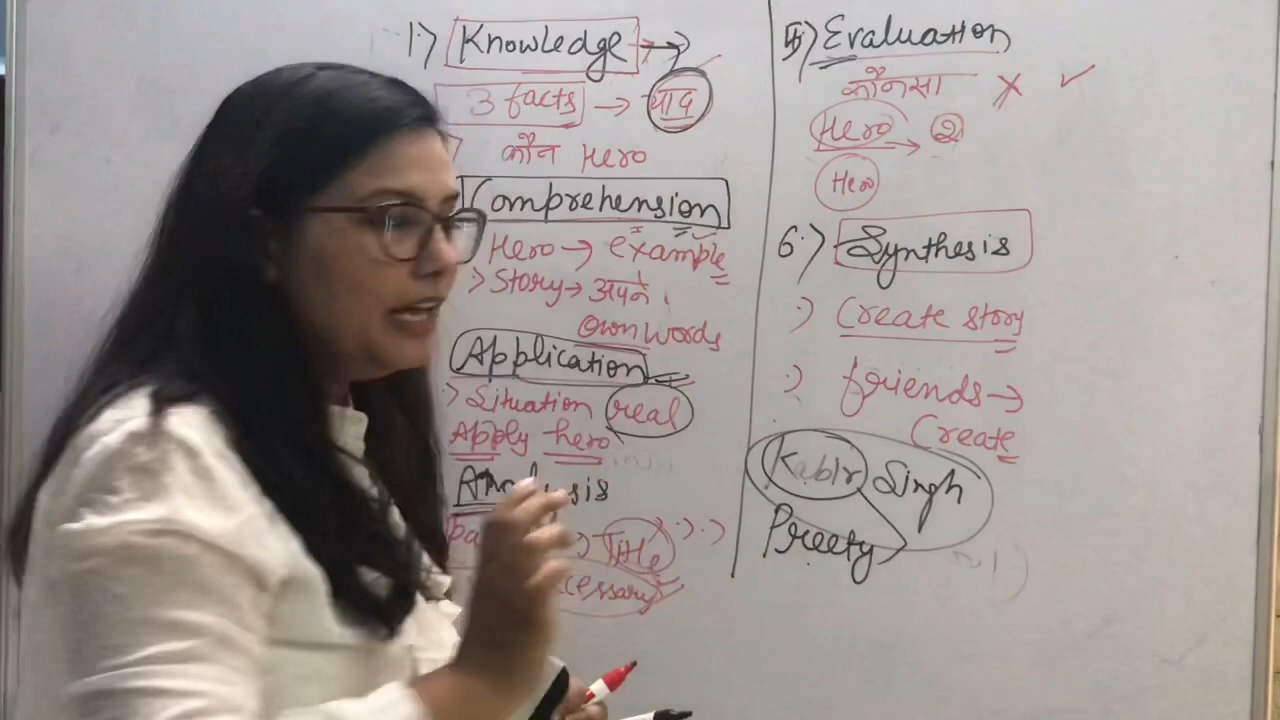 1.) Knowledge →
3 facts → याद
कौन Hero
Comprehension
Hero → example
:> Story → अपने
own words
Application
:> Situation real
Apply hero
Title
5) Evaluation
कौनसा × ✓
Hero → 2
Hero
6.) Synthesis
:) Create story
:) friends →
Create
Kabir Singh
Preety